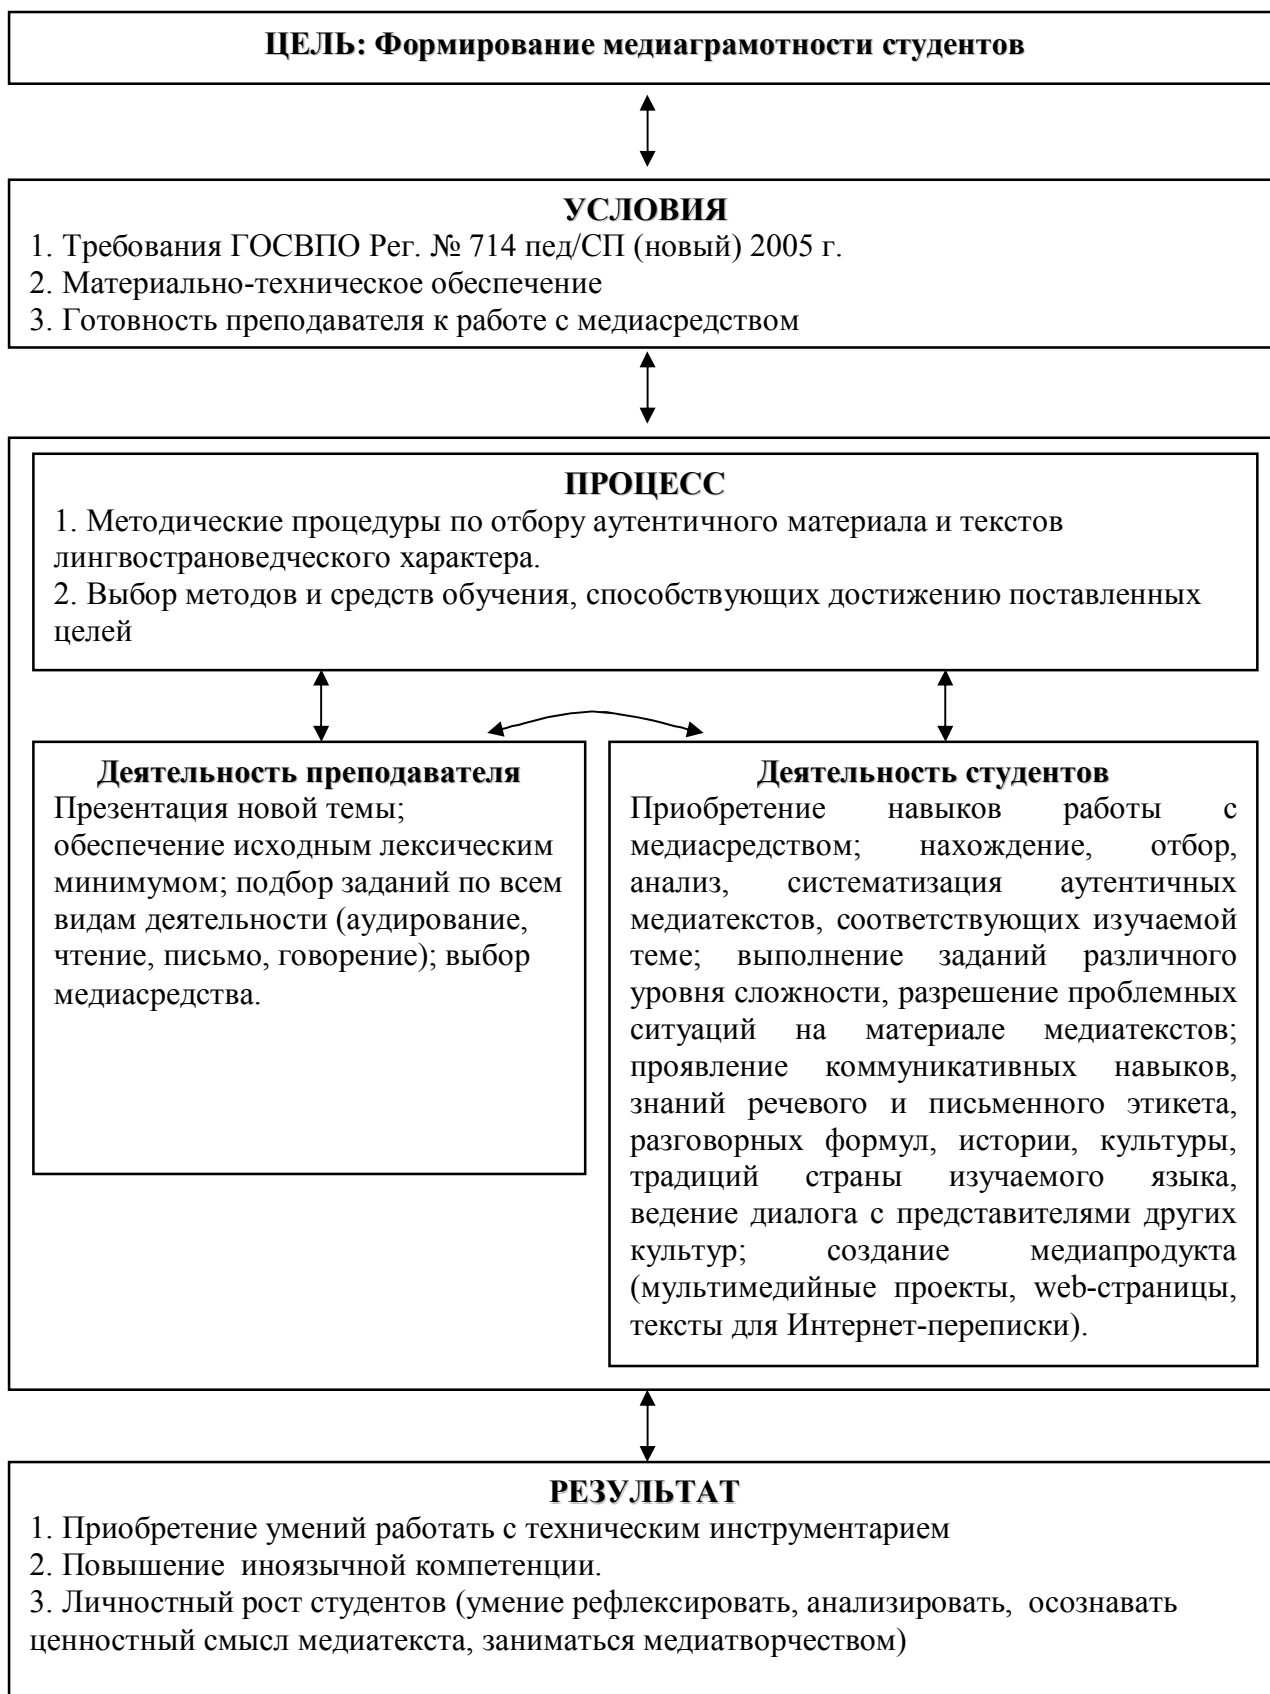 ЦЕЛЬ: Формирование медиаграмотности студентов
УСЛОВИЯ
1. Требования ГОСВПО Рег. № 714 пед/СП (новый) 2005 г.
2. Материально-техническое обеспечение
3. Готовность преподавателя к работе с медиасредством
ПРОЦЕСС
1. Методические процедуры по отбору аутентичного материала и текстов
лингвострановедческого характера.
2. Выбор методов и средств обучения, способствующих достижению поставленных
целей
Деятельность преподавателя
Презентация новой темы;
обеспечение исходным лексическим
минимумом; подбор заданий по всем
видам деятельности (аудирование,
чтение, письмо, говорение); выбор
медиасредства.
Деятельность студентов
Приобретение навыков работы с
медиасредством; нахождение, отбор,
анализ, систематизация аутентичных
медиатекстов, соответствующих изучаемой
теме; выполнение заданий различного
уровня сложности, разрешение проблемных
ситуаций на материале медиатекстов;
проявление коммуникативных навыков,
знаний речевого и письменного этикета,
разговорных формул, истории, культуры,
традиций страны изучаемого языка,
ведение диалога с представителями других
культур; создание медиапродукта
(мультимедийные проекты, web-страницы,
тексты для Интернет-переписки).
РЕЗУЛЬТАТ
1. Приобретение умений работать с техническим инструментарием
2. Повышение иноязычной компетенции.
3. Личностный рост студентов (умение рефлексировать, анализировать, осознавать
ценностный смысл медиатекста, заниматься медиатворчеством)